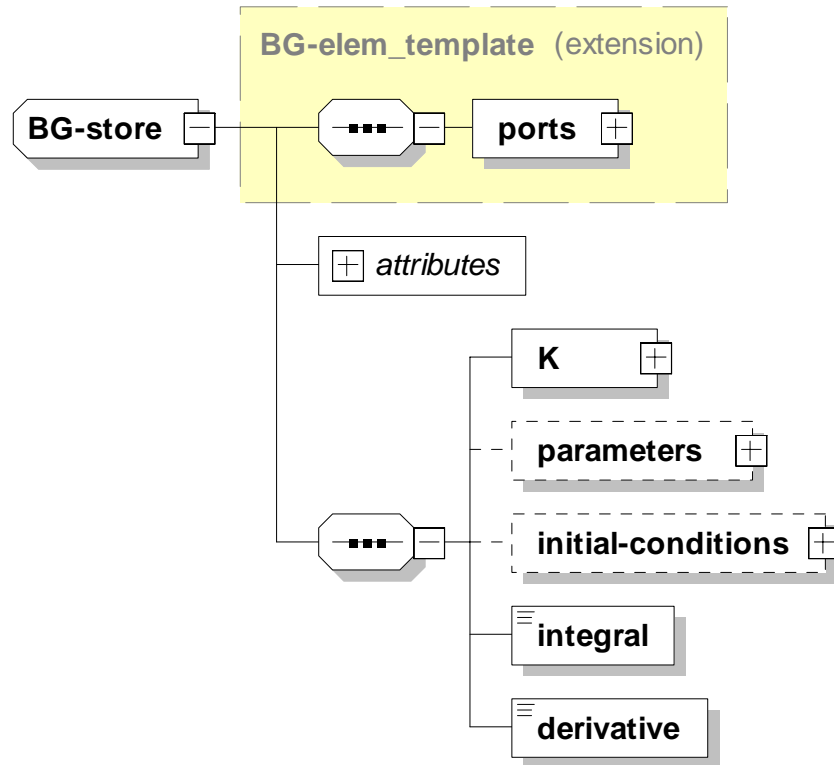 BG-elem_template (extension)
BG-store
ports
attributes
K
parameters
initial-conditions
integral
derivative